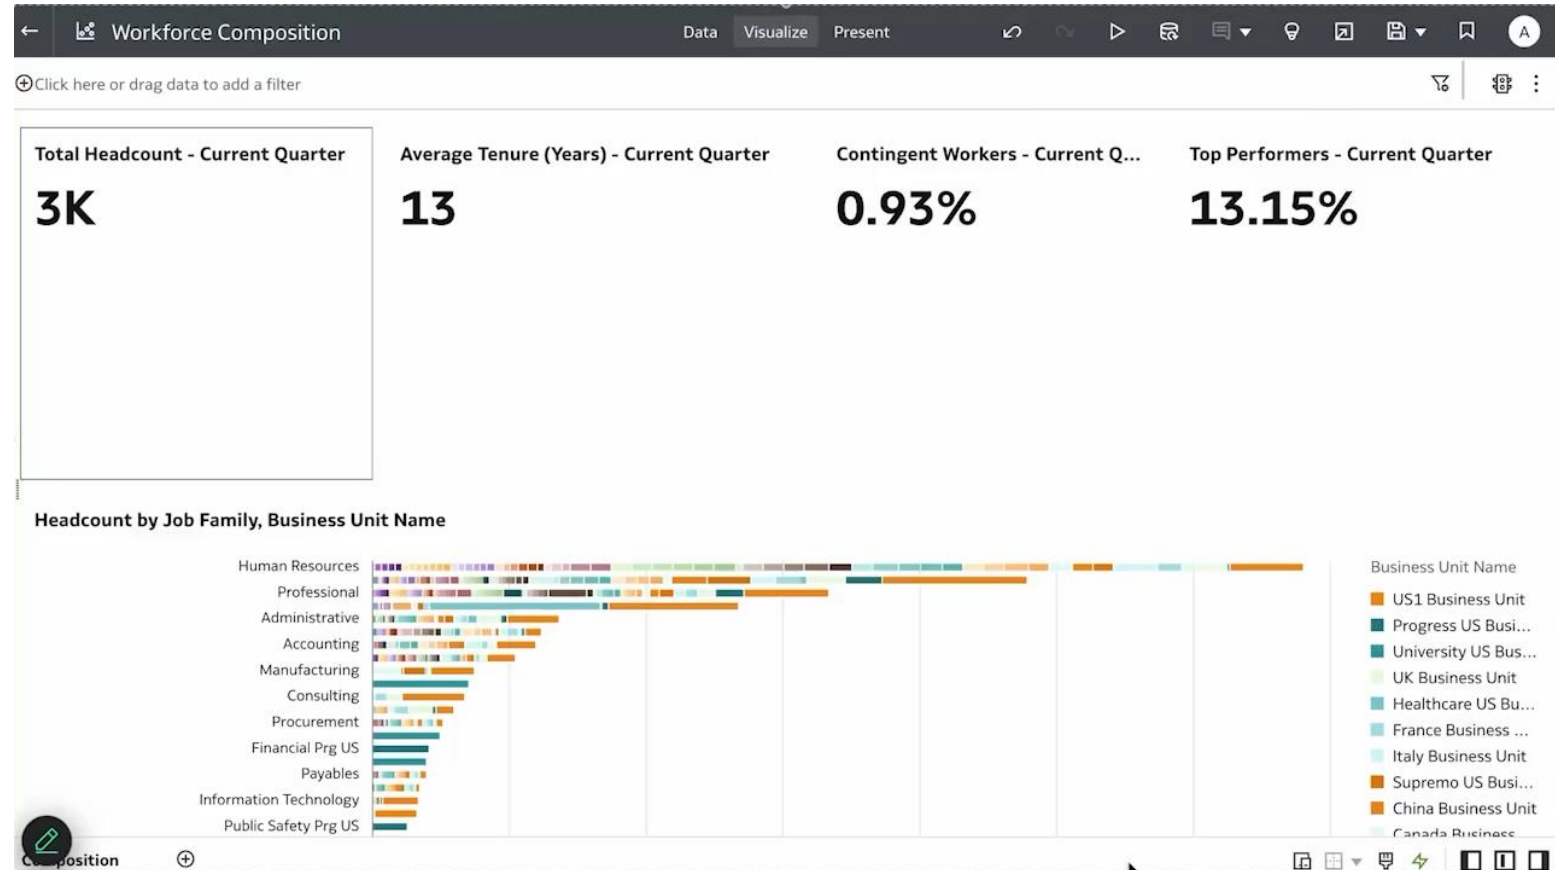 Workforce Composition
Data Visualize Present
A
Click here or drag data to add a filter
Total Headcount - Current Quarter
3K
Average Tenure (Years) - Current Quarter
13
Contingent Workers - Current Q...
0.93%
Top Performers - Current Quarter
13.15%
Headcount by Job Family, Business Unit Name
Human Resources
Professional
Administrative
Accounting
Manufacturing
Consulting
Procurement
Financial Prg US
Payables
Information Technology
Public Safety Prg US
Business Unit Name
US1 Business Unit
Progress US Busi...
University US Bus...
UK Business Unit
Healthcare US Bu...
France Business ...
Italy Business Unit
Supremo US Busi...
China Business Unit
Canada Business